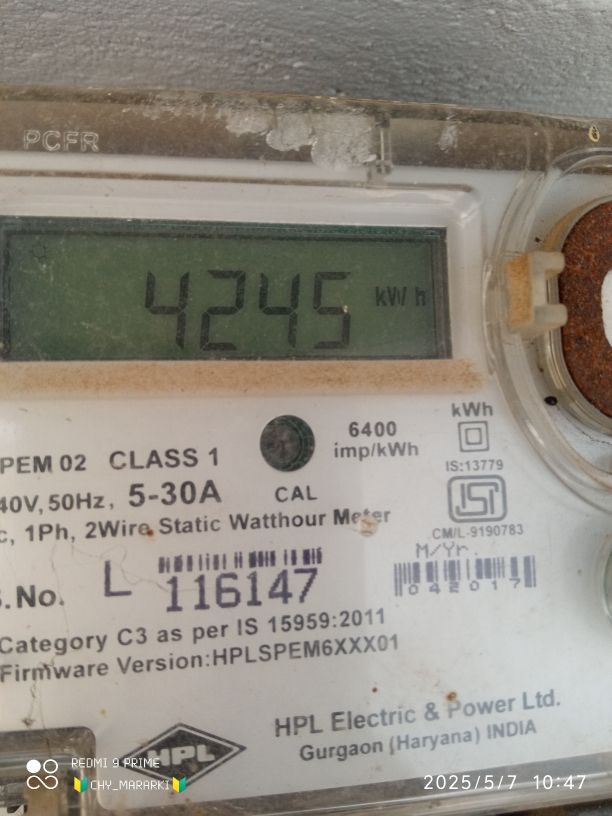 PCFR
4245 kWh
kWh
6400
imp/kWh
PEM 02 CLASS 1
IS:13779
40V, 50Hz, 5-30A
CAL
ISI
c, 1Ph, 2Wire Static Watthour Meter
CM/L-9190783
M/Yr.
S.No. L 116147
042017
Category C3 as per IS 15959:2011
Firmware Version:HPLSPEM6XXX01
HPL
HPL Electric & Power Ltd.
Gurgaon (Haryana) INDIA
REDMI 9 PRIME
🔰CHY_MARARKI🔰
2025/5/7 10:47